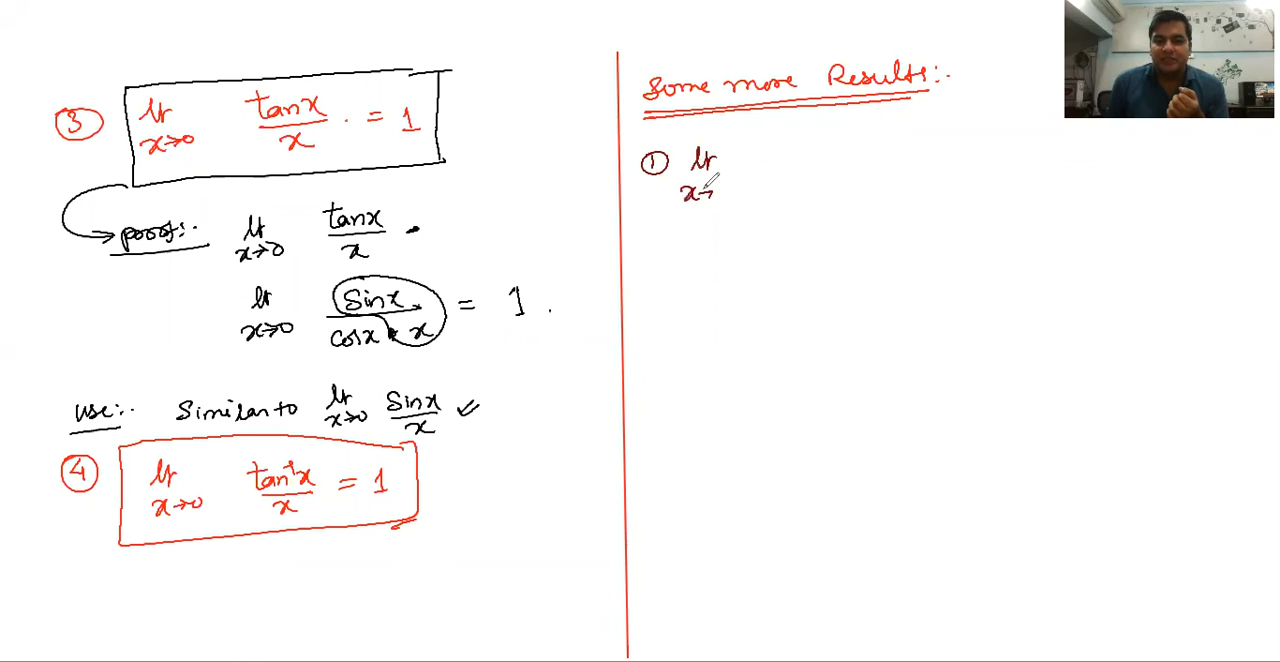 ③ lt x→0 tanx/x . = 1
proof:. lt x→0 tanx/x .
lt x→0 sinx/cosx • x = 1 .
use:. Similar to lt x→0 sinx/x ✓
④ lt x→0 tan⁻¹x/x = 1
Some more Results:.
① lt x→